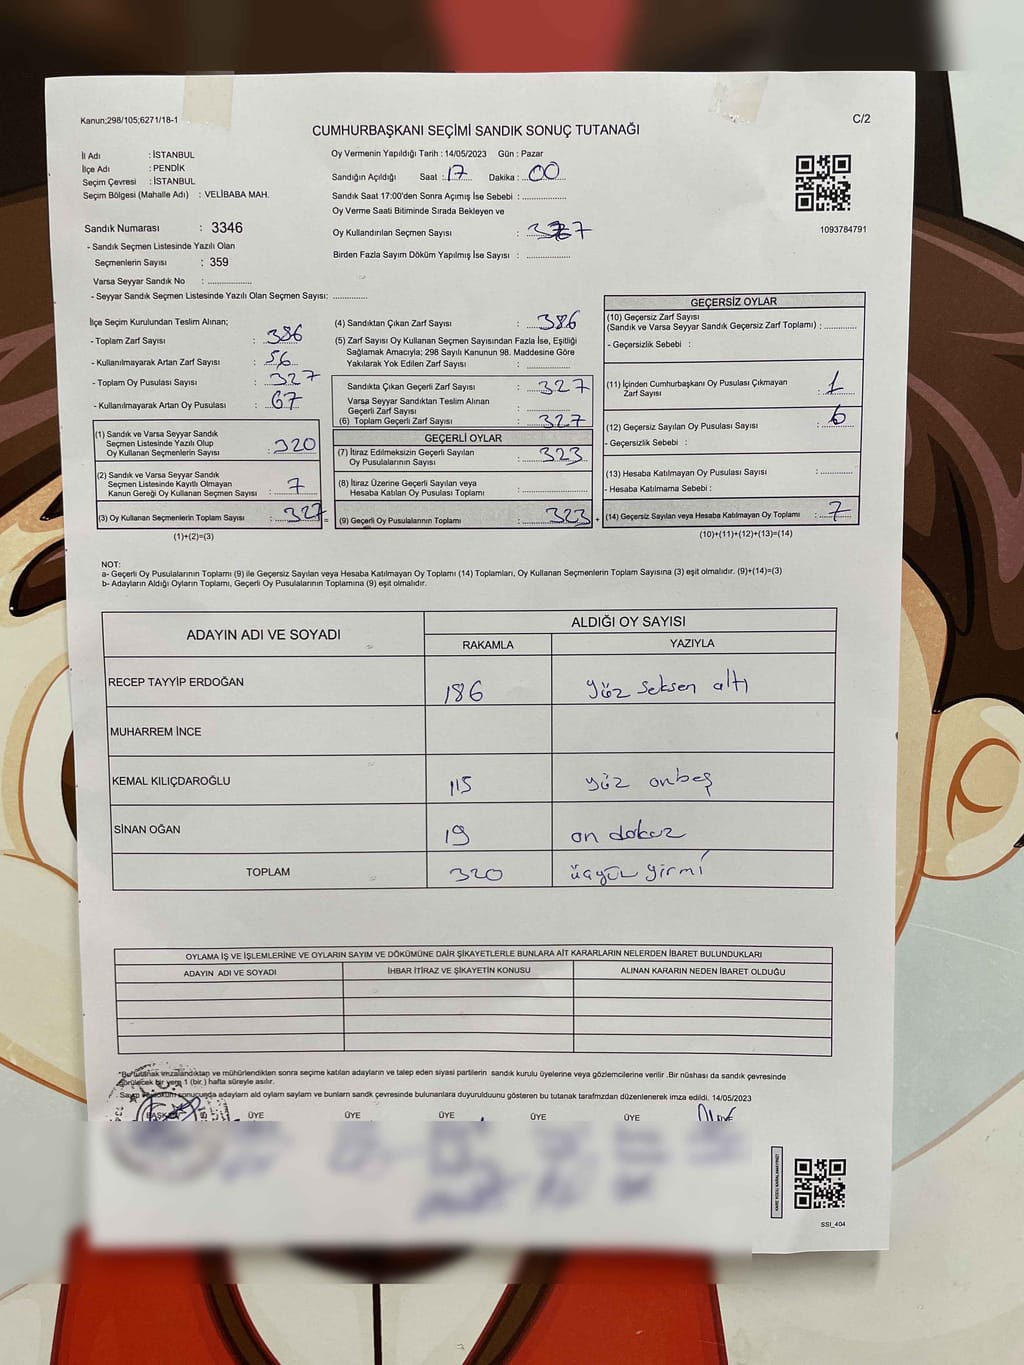 Kanun;298/105;6271/18-1
C/2
CUMHURBAŞKANI SEÇİMİ SANDIK SONUÇ TUTANAĞI
İl Adı : İSTANBUL
İlçe Adı : PENDİK
Seçim Çevresi : İSTANBUL
Seçim Bölgesi (Mahalle Adı) : VELİBABA MAH.
Sandık Numarası : 3346
- Sandık Seçmen Listesinde Yazılı Olan
Seçmenlerin Sayısı : 359
Varsa Seyyar Sandık No : ................
- Seyyar Sandık Seçmen Listesinde Yazılı Olan Seçmen Sayısı: ............
Oy Vermenin Yapıldığı Tarih : 14/05/2023 Gün : Pazar
Sandığın Açıldığı Saat : 17 Dakika : 00
Sandık Saat 17:00'den Sonra Açımış İse Sebebi : ................
Oy Verme Saati Bitiminde Sırada Bekleyen ve
Oy Kullandırılan Seçmen Sayısı :
Birden Fazla Sayım Döküm Yapılmış İse Sayısı : ................
1093784791
İlçe Seçim Kurulundan Teslim Alınan;
- Toplam Zarf Sayısı : 386
- Kullanılmayarak Artan Zarf Sayısı : 56
- Toplam Oy Pusulası Sayısı : 327
- Kullanılmayarak Artan Oy Pusulası : 67
(1) Sandık ve Varsa Seyyar Sandık
Seçmen Listesinde Yazılı Olup
Oy Kullanan Seçmenlerin Sayısı : 320
(2) Sandık ve Varsa Seyyar Sandık
Seçmen Listesinde Kayıtlı Olmayan
Kanun Gereği Oy Kullanan Seçmen Sayısı : 7
(3) Oy Kullanan Seçmenlerin Toplam Sayısı : 327 =
(1)+(2)=(3)
(4) Sandıktan Çıkan Zarf Sayısı : 386
(5) Zarf Sayısı Oy Kullanan Seçmen Sayısından Fazla İse, Eşitliği
Sağlamak Amacıyla; 298 Sayılı Kanunun 98. Maddesine Göre
Yakılarak Yok Edilen Zarf Sayısı : ................
Sandıkta Çıkan Geçerli Zarf Sayısı : 327
Varsa Seyyar Sandıktan Teslim Alınan
Geçerli Zarf Sayısı : ................
(6) Toplam Geçerli Zarf Sayısı : 327
GEÇERLİ OYLAR
(7) İtiraz Edilmeksizin Geçerli Sayılan
Oy Pusulalarının Sayısı : 323
(8) İtiraz Üzerine Geçerli Sayılan veya
Hesaba Katılan Oy Pusulası Toplamı : ................
(9) Geçerli Oy Pusulalarının Toplamı : 323 +
GEÇERSİZ OYLAR
(10) Geçersiz Zarf Sayısı
(Sandık ve Varsa Seyyar Sandık Geçersiz Zarf Toplamı) : ............
- Geçersizlik Sebebi :
(11) İçinden Cumhurbaşkanı Oy Pusulası Çıkmayan
Zarf Sayısı : 1
(12) Geçersiz Sayılan Oy Pusulası Sayısı : 6
- Geçersizlik Sebebi :
(13) Hesaba Katılmayan Oy Pusulası Sayısı : ............
- Hesaba Katılmama Sebebi :
(14) Geçersiz Sayılan veya Hesaba Katılmayan Oy Toplamı : 7
(10)+(11)+(12)+(13)=(14)
NOT:
a- Geçerli Oy Pusulalarının Toplamı (9) ile Geçersiz Sayılan veya Hesaba Katılmayan Oy Toplamı (14) Toplamları, Oy Kullanan Seçmenlerin Toplam Sayısına (3) eşit olmalıdır. (9)+(14)=(3)
b- Adayların Aldığı Oyların Toplamı, Geçerli Oy Pusulalarının Toplamına (9) eşit olmalıdır.
ADAYIN ADI VE SOYADI ALDIĞI OY SAYISI
RAKAMLA YAZIYLA
RECEP TAYYİP ERDOĞAN 186 Yüz seksen altı
MUHARREM İNCE
KEMAL KILIÇDAROĞLU 115 yüz onbeş
SİNAN OĞAN 19 on dokuz
TOPLAM 320 üçyüz yirmi
OYLAMA İŞ VE İŞLEMLERİNE VE OYLARIN SAYIM VE DÖKÜMÜNE DAİR ŞİKAYETLERLE BUNLARA AİT KARARLARIN NELERDEN İBARET BULUNDUKLARI
ADAYIN ADI VE SOYADI İHBAR İTİRAZ VE ŞİKAYETİN KONUSU ALINAN KARARIN NEDEN İBARET OLDUĞU
"Bu tutanak imzalandıktan ve mühürlendikten sonra seçime katılan adayların ve talep eden siyasi partilerin sandık kurulu üyelerine veya gözlemcilerine verilir .Bir nüshası da sandık çevresinde
görülecek bir yere 1 (bir.) hafta süreyle asılır.
Sayım ve döküm sonucunda adayların ald oyların sayların ve bunların sandk çevresinde bulunanlara duyurulduunu gösteren bu tutanak tarafmzdan düzenlenerek imza edildi. 14/05/2023
BAŞKAN ÜYE ÜYE ÜYE ÜYE ÜYE
SSI_404